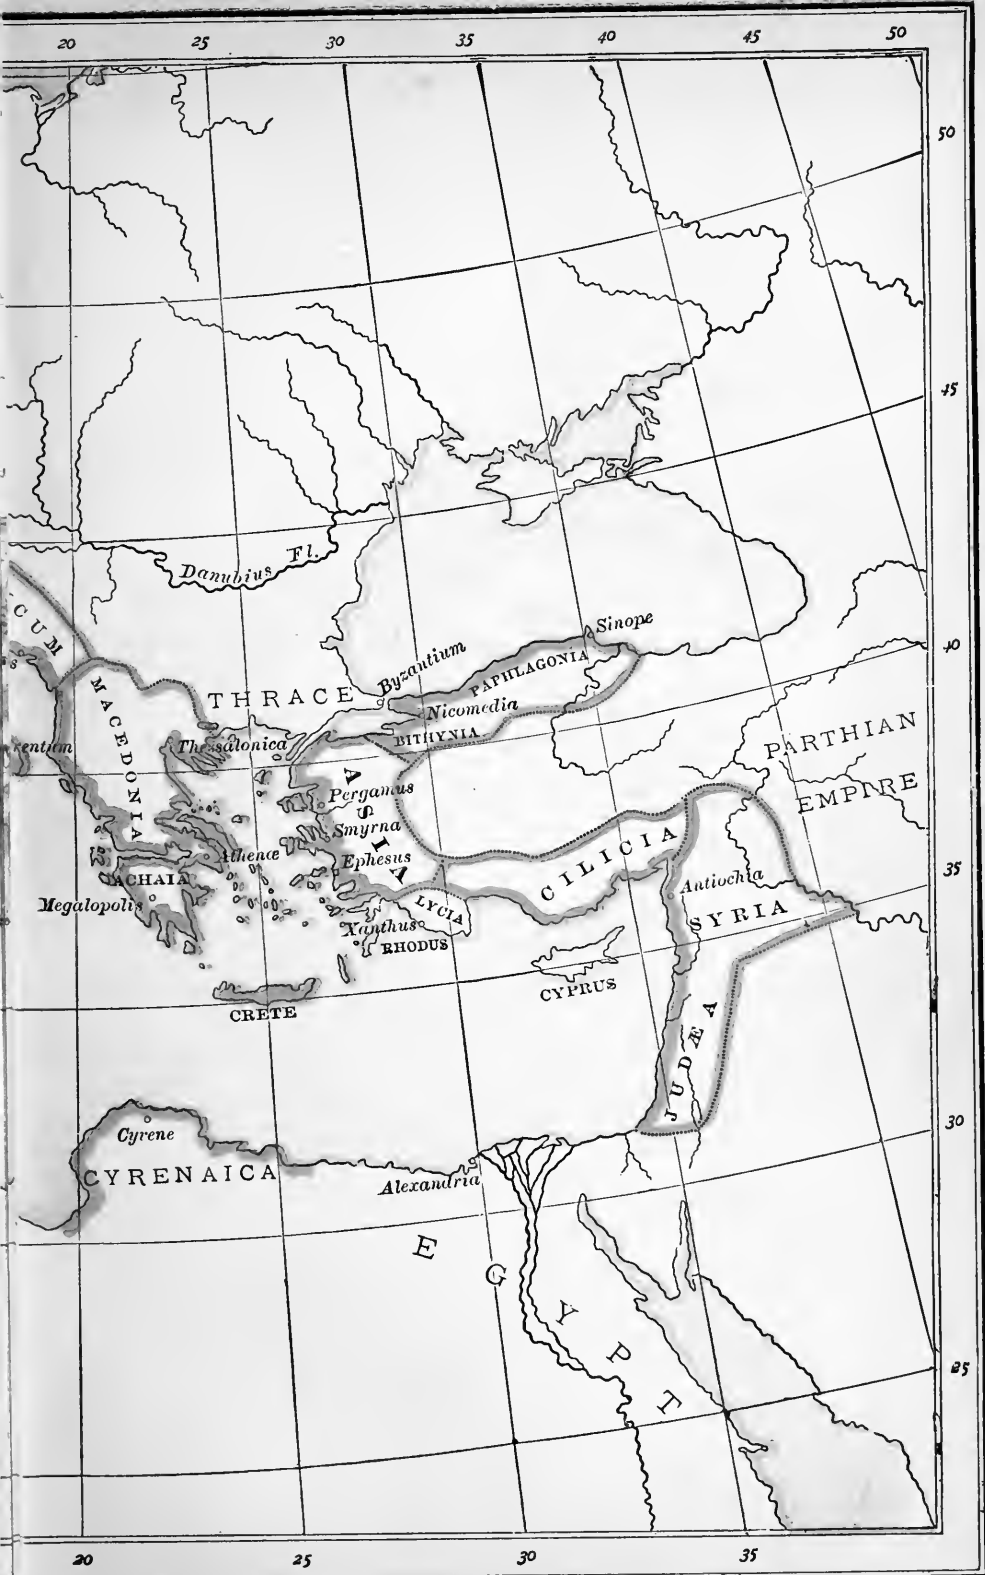 20 25 30 35 40 45 50
50
45
Danubius Fl.
CUM
Sinope
40
Byzantium
PAPHLAGONIA
MACEDONIA
THRACE
Nicomedia
BITHYNIA
PARTHIAN
EMPIRE
rentum
Thessalonica
ASIA
Pergamus
Smyrna
Athenæ
Ephesus
CILICIA
35
ACHAIA
Antiochia
Megalopolis
LYCIA
SYRIA
Xanthus
RHODUS
CYPRUS
CRETE
JUDÆA
30
Cyrene
CYRENAICA
Alexandria
EGYPT
25
20 25 30 35